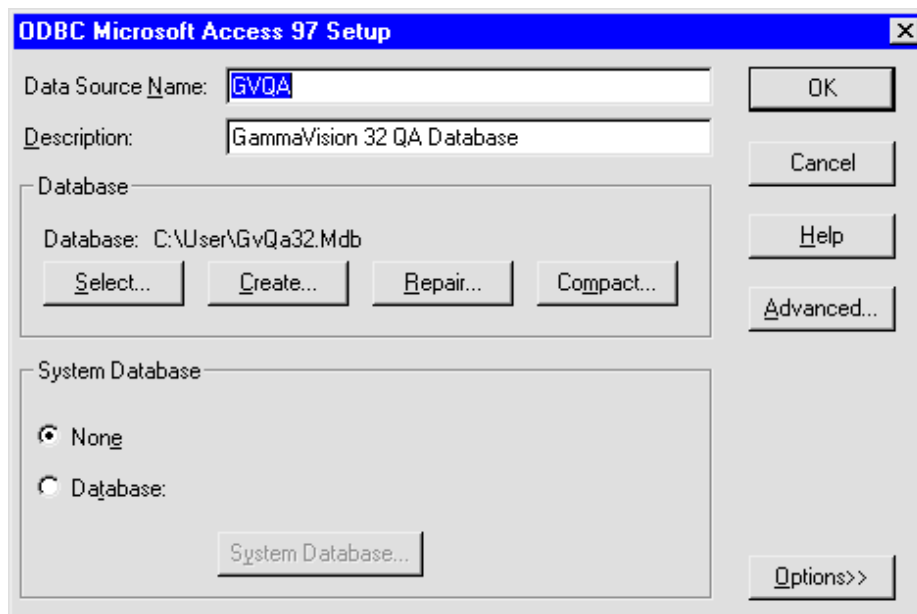 ODBC Microsoft Access 97 Setup
Data Source Name: GVQA
Description: GammaVision 32 QA Database
Database
Database: C:\User\GvQa32.Mdb
Select... Create... Repair... Compact...
System Database
None
Database:
System Database...
OK
Cancel
Help
Advanced...
Options>>